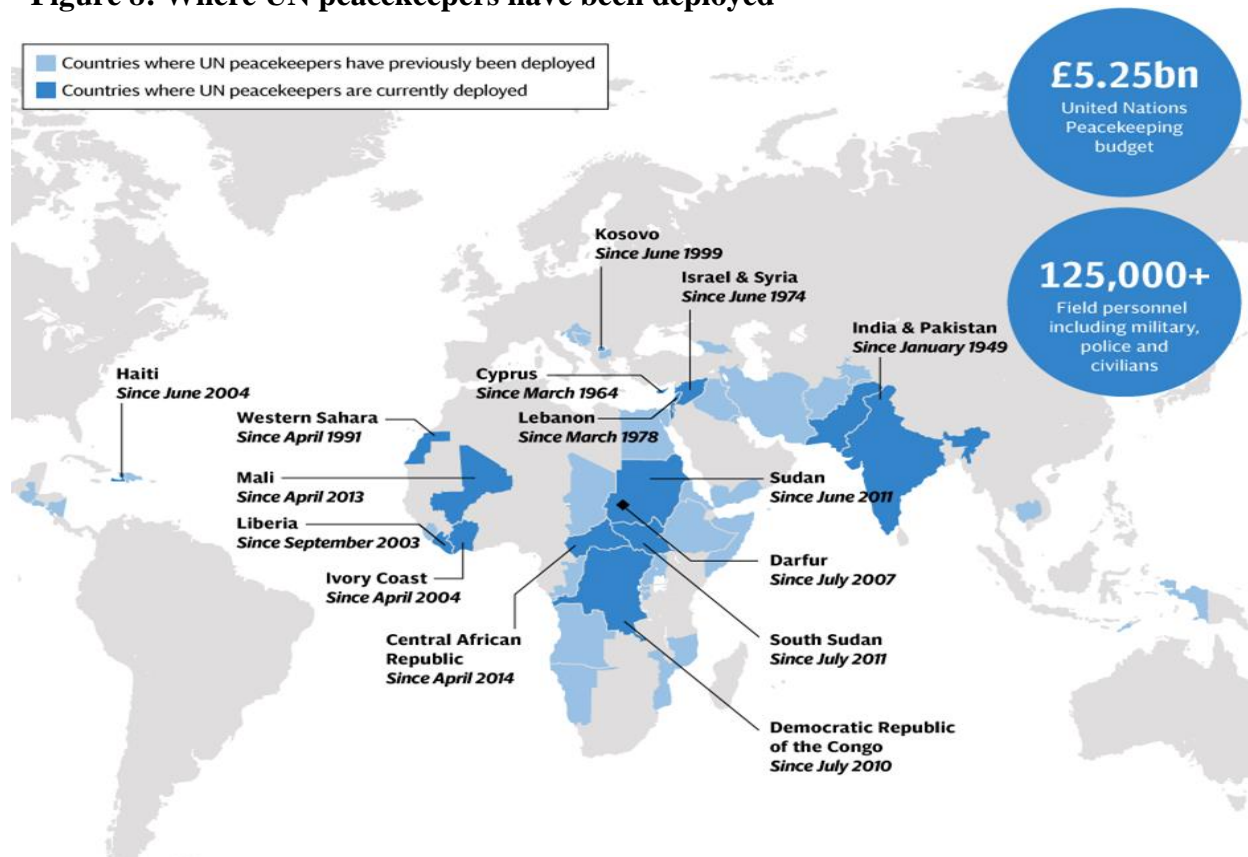 Figure 8: Where UN peacekeepers have been deployed
Countries where UN peacekeepers have previously been deployed
Countries where UN peacekeepers are currently deployed
£5.25bn
United Nations
Peacekeeping
budget
125,000+
Field personnel
including military,
police and
civilians
Kosovo
Since June 1999
Israel & Syria
Since June 1974
India & Pakistan
Since January 1949
Haiti
Since June 2004
Cyprus
Since March 1964
Western Sahara
Since April 1991
Lebanon
Since March 1978
Mali
Since April 2013
Sudan
Since June 2011
Liberia
Since September 2003
Darfur
Since July 2007
Ivory Coast
Since April 2004
Central African
Republic
Since April 2014
South Sudan
Since July 2011
Democratic Republic
of the Congo
Since July 2010